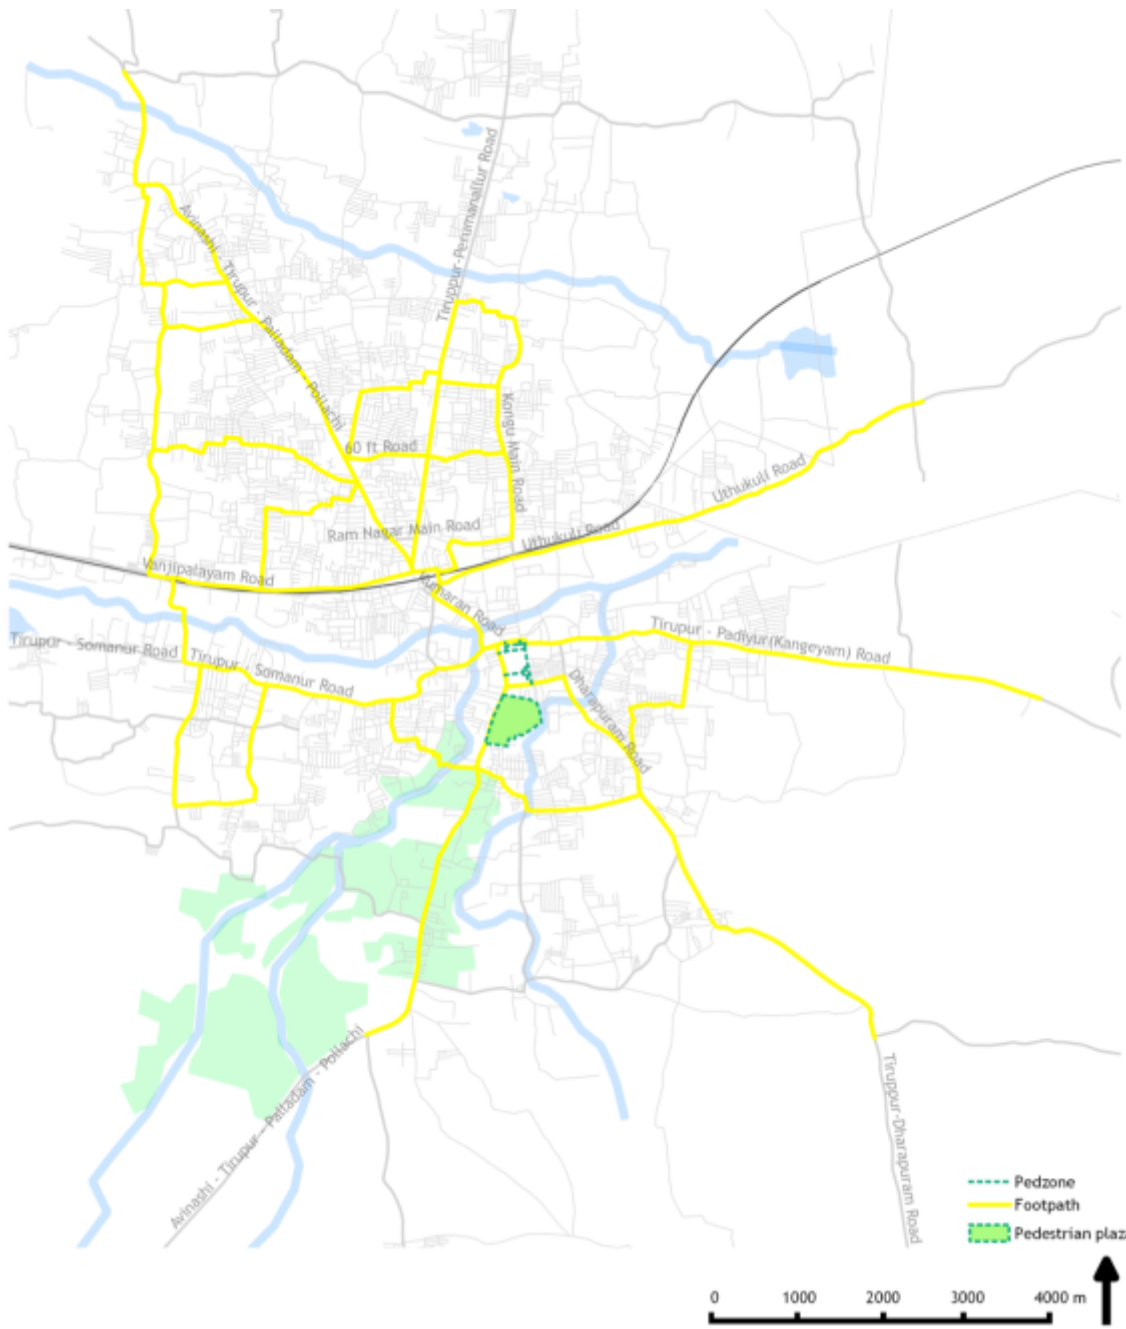 Tiruppur-Perumanallur Road
Avinashi - Tirupur - Palladam - Pollachi
Kongu Main Road
60 ft Road
Uthukuli Road
Ram Nagar Main Road
Uthukuli Road
Vanjipalayam Road
Kumaran Road
Tirupur - Padiyur(Kangeyam) Road
Tirupur - Somanur Road
Tirupur - Somanur Road
Dharapuram Road
Avinashi - Tirupur - Palladam - Pollachi
Tiruppur-Dharapuram Road
Pedzone
Footpath
Pedestrian plaz
0 1000 2000 3000 4000 m